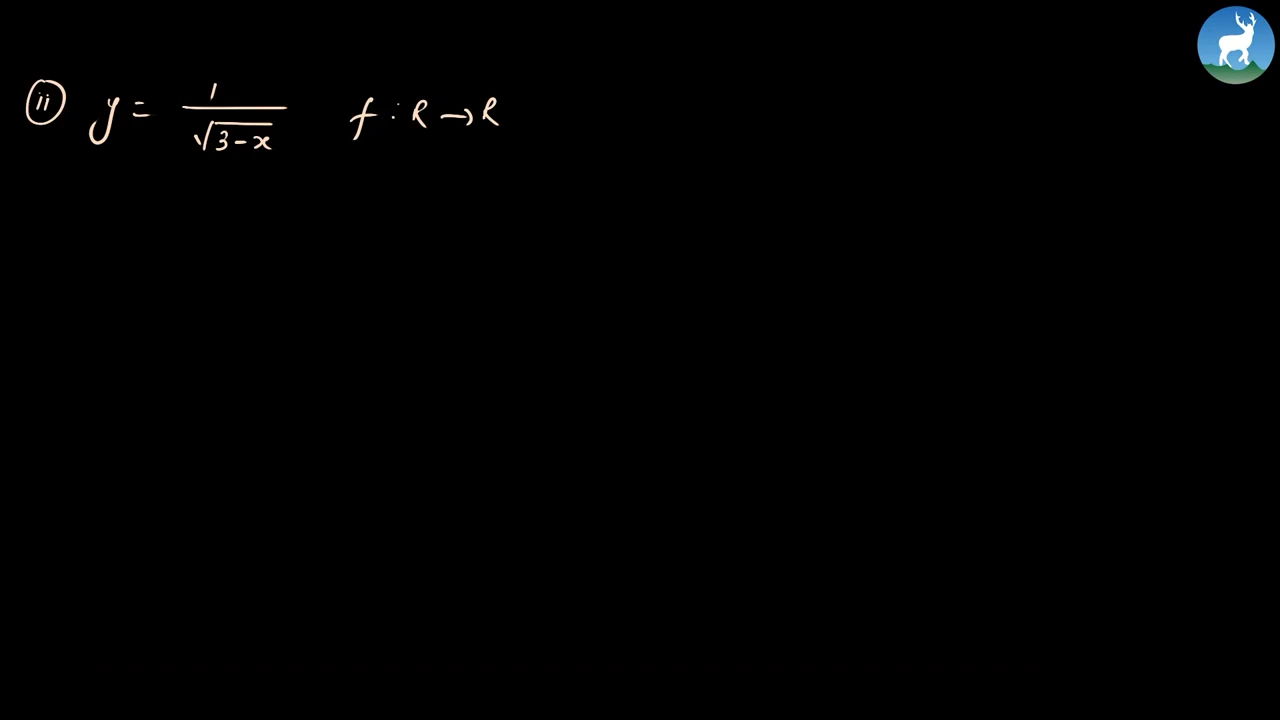 ii y = 1/√(3-x) f : R → R